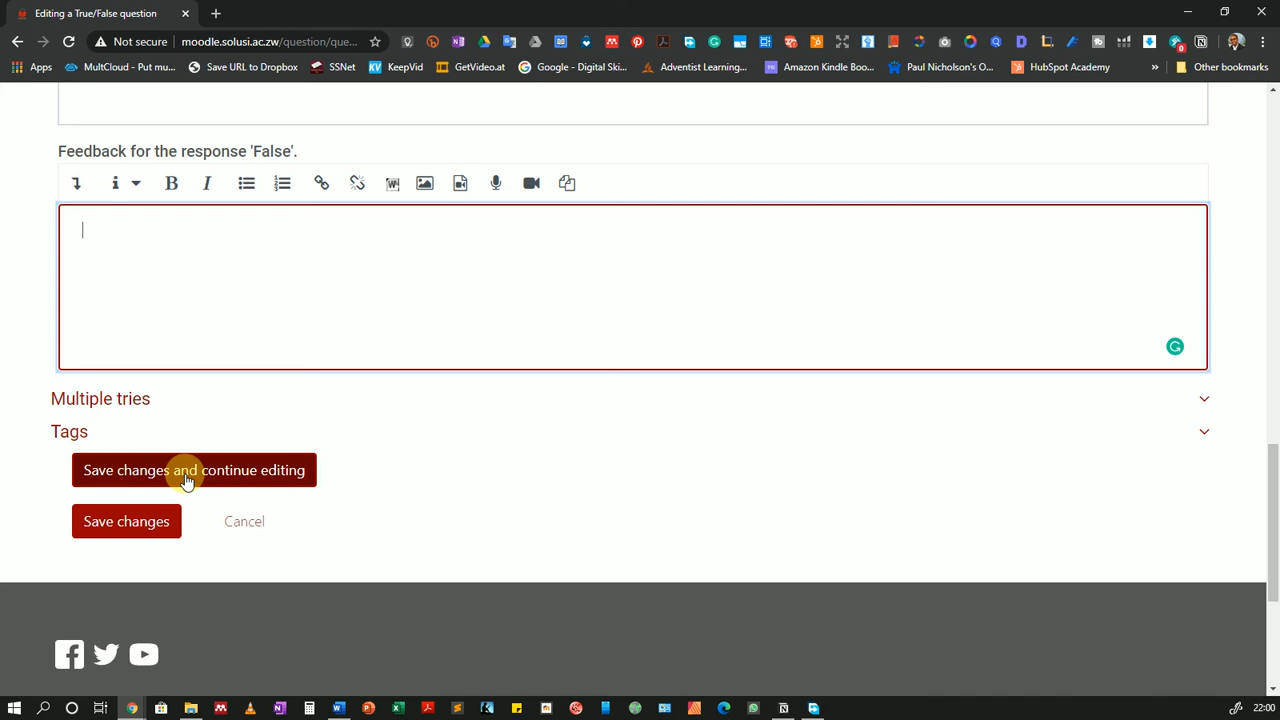 Editing a True/False question
Not secure
moodle.solusi.ac.zw/question/que...
Apps
MultCloud - Put mu...
Save URL to Dropbox
SSNet
KeepVid
GetVideo.at
Google - Digital Ski...
Adventist Learning...
Amazon Kindle Boo...
Paul Nicholson's O...
HubSpot Academy
»
Other bookmarks
Feedback for the response 'False'.
Multiple tries
Tags
Save changes and continue editing
Save changes
Cancel
22:00